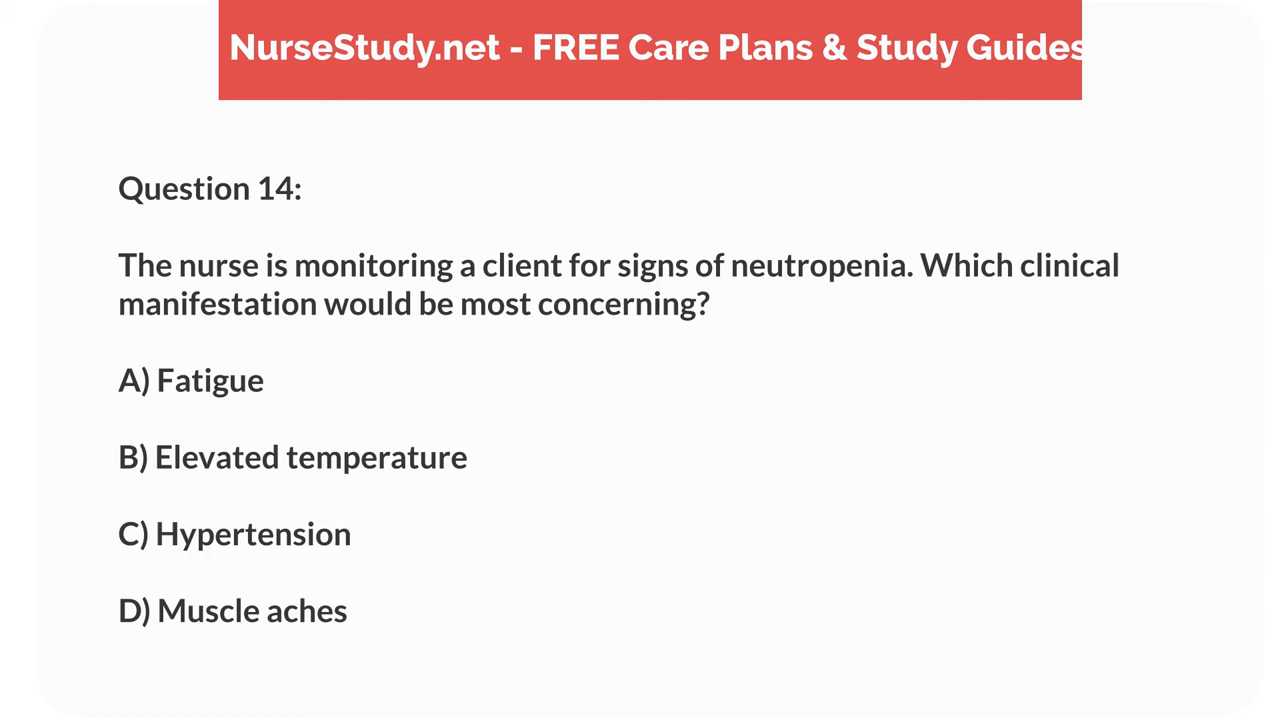 NurseStudy.net - FREE Care Plans & Study Guides
Question 14:
The nurse is monitoring a client for signs of neutropenia. Which clinical
manifestation would be most concerning?
A) Fatigue
B) Elevated temperature
C) Hypertension
D) Muscle aches